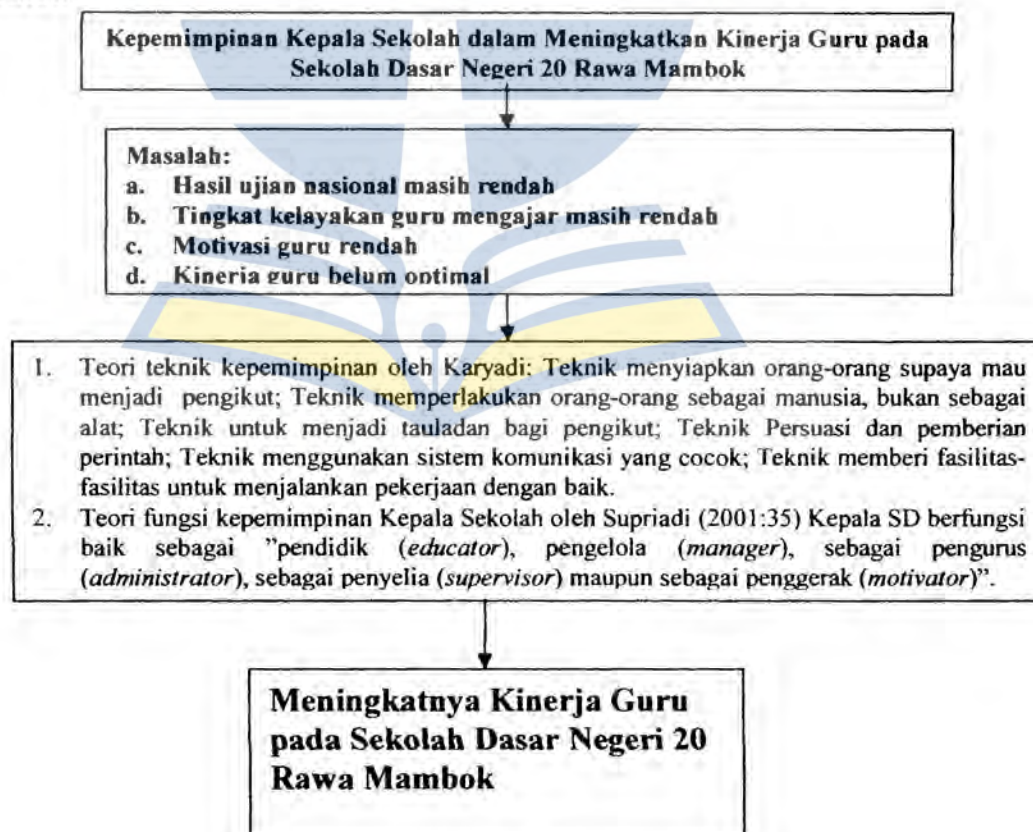 Kepemimpinan Kepala Sekolah dalam Meningkatkan Kinerja Guru pada
Sekolah Dasar Negeri 20 Rawa Mambok
Masalah:
a. Hasil ujian nasional masih rendah
b. Tingkat kelayakan guru mengajar masih rendah
c. Motivasi guru rendah
d. Kinerja guru belum optimal
1. Teori teknik kepemimpinan oleh Karyadi: Teknik menyiapkan orang-orang supaya mau
menjadi pengikut; Teknik memperlakukan orang-orang sebagai manusia, bukan sebagai
alat; Teknik untuk menjadi tauladan bagi pengikut; Teknik Persuasi dan pemberian
perintah; Teknik menggunakan sistem komunikasi yang cocok; Teknik memberi fasilitas-
fasilitas untuk menjalankan pekerjaan dengan baik.
2. Teori fungsi kepemimpinan Kepala Sekolah oleh Supriadi (2001:35) Kepala SD berfungsi
baik sebagai ”pendidik (educator), pengelola (manager), sebagai pengurus
(administrator), sebagai penyelia (supervisor) maupun sebagai penggerak (motivator)”.
Meningkatnya Kinerja Guru
pada Sekolah Dasar Negeri 20
Rawa Mambok